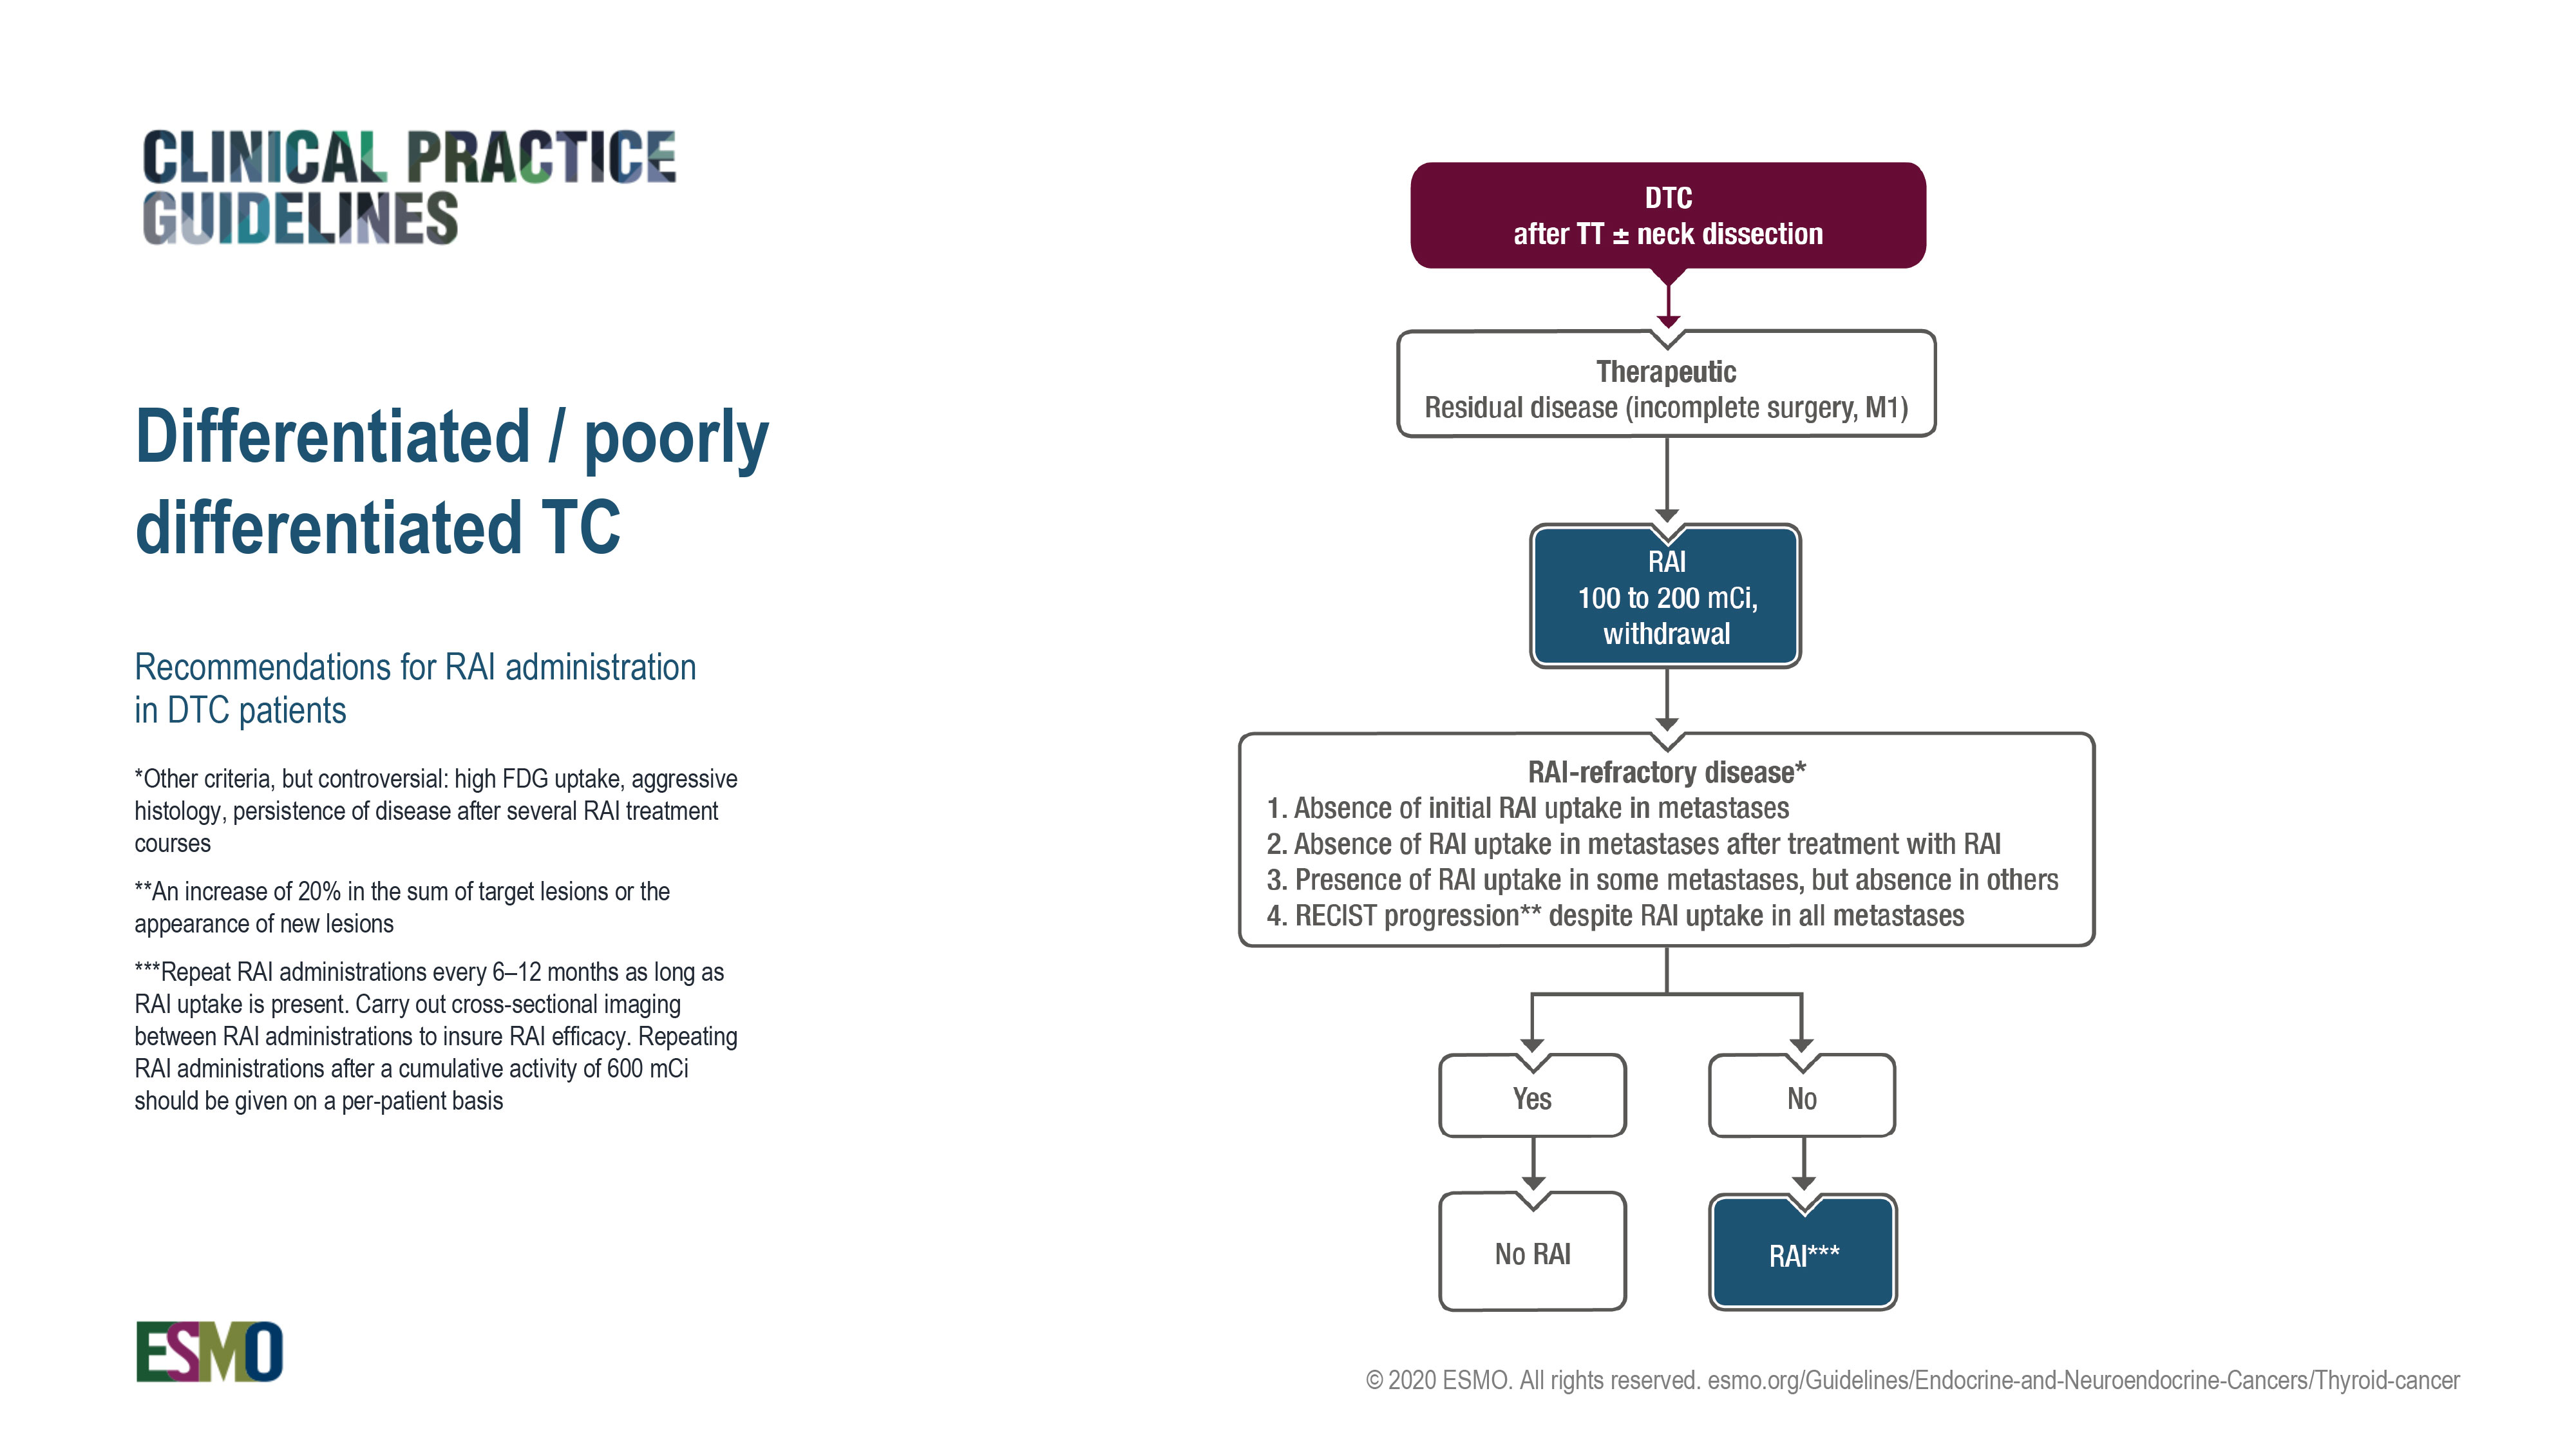 CLINICAL PRACTICE
GUIDELINES
Differentiated / poorly
differentiated TC
Recommendations for RAI administration
in DTC patients
*Other criteria, but controversial: high FDG uptake, aggressive
histology, persistence of disease after several RAI treatment
courses
**An increase of 20% in the sum of target lesions or the
appearance of new lesions
***Repeat RAI administrations every 6–12 months as long as
RAI uptake is present. Carry out cross-sectional imaging
between RAI administrations to insure RAI efficacy. Repeating
RAI administrations after a cumulative activity of 600 mCi
should be given on a per-patient basis
ESMO
DTC
after TT ± neck dissection
Therapeutic
Residual disease (incomplete surgery, M1)
RAI
100 to 200 mCi,
withdrawal
RAI-refractory disease*
1. Absence of initial RAI uptake in metastases
2. Absence of RAI uptake in metastases after treatment with RAI
3. Presence of RAI uptake in some metastases, but absence in others
4. RECIST progression** despite RAI uptake in all metastases
Yes
No
No RAI
RAI***
© 2020 ESMO. All rights reserved. esmo.org/Guidelines/Endocrine-and-Neuroendocrine-Cancers/Thyroid-cancer